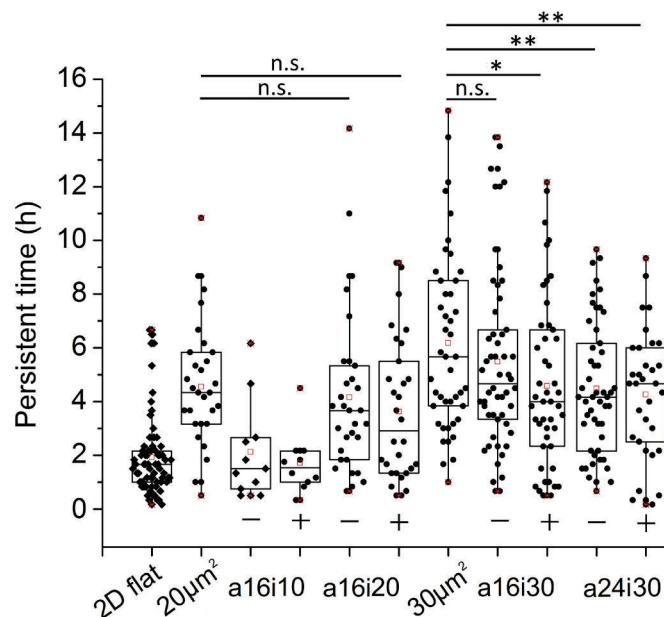 **
**
n.s.
*
n.s.
n.s.
16
14
12
10
8
6
4
2
0
Persistent time (h)
− + − + − + − +
2D flat 20µm² a16i10 a16i20 30µm² a16i30 a24i30